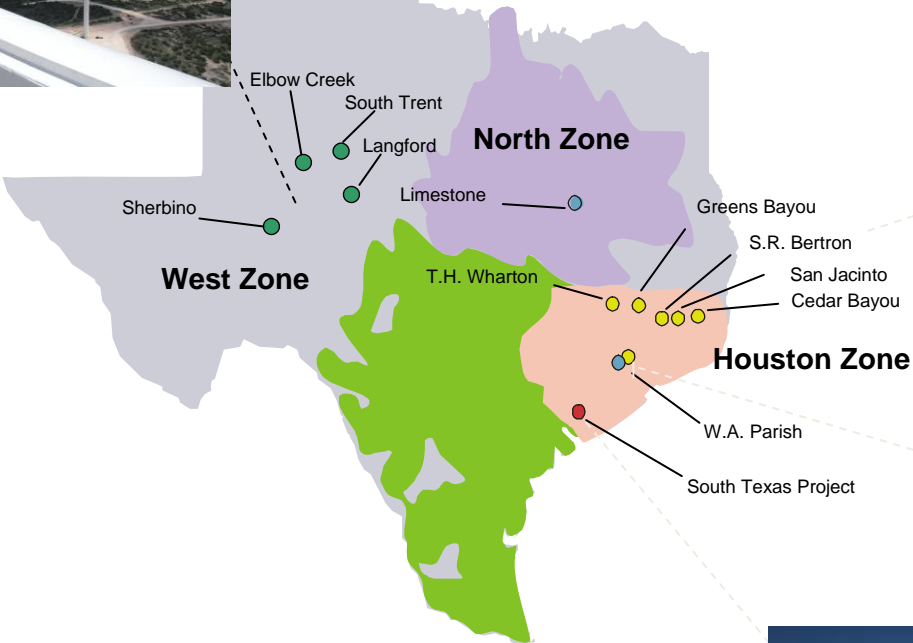 Elbow Creek
South Trent
North Zone
Langford
Limestone
Sherbino
Greens Bayou
S.R. Bertron
West Zone
T.H. Wharton
San Jacinto
Cedar Bayou
Houston Zone
W.A. Parish
South Texas Project